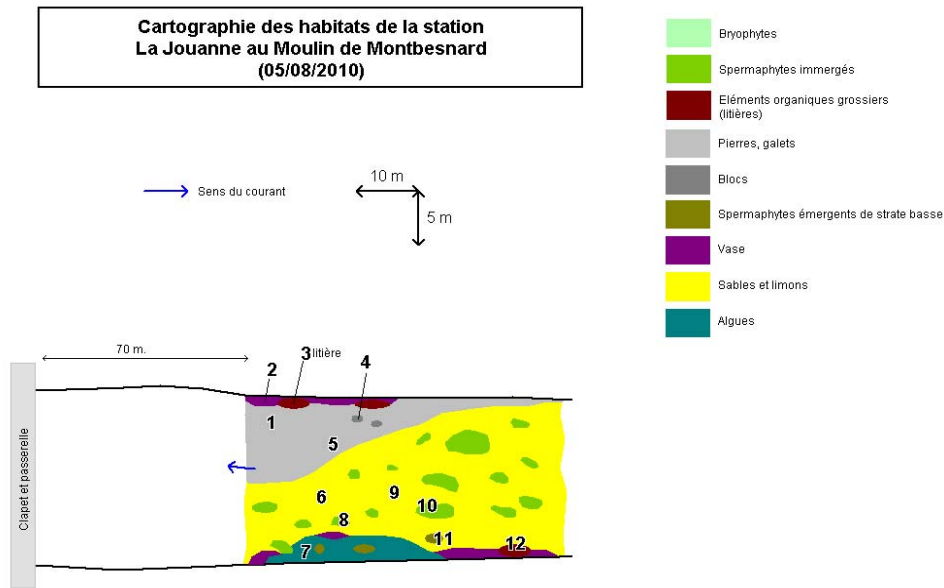 Cartographie des habitats de la station
La Jouanne au Moulin de Montbesnard
(05/08/2010)
Bryophytes
Spermaphytes immergés
Eléments organiques grossiers
(litières)
Pierres, galets
Blocs
Spermaphytes émergents de strate basse
Vase
Sables et limons
Algues
Sens du courant
10 m
5 m
70 m.
Clapet et passerelle
2
3 litière
4
1
5
6
9
10
8
7
11
12